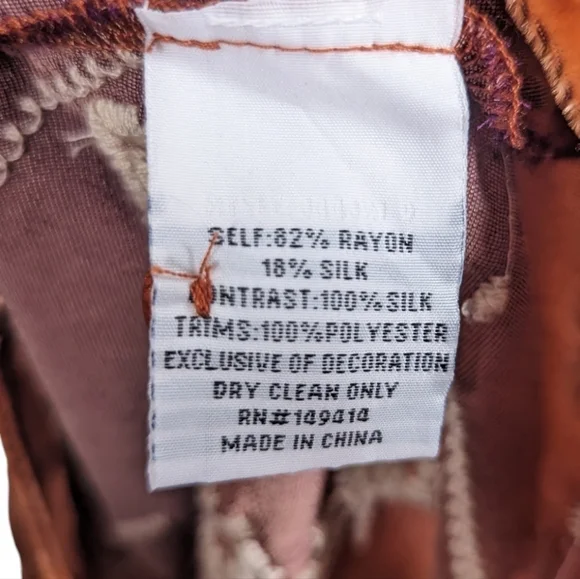 SELF:82% RAYON
18% SILK
CONTRAST:100%SILK
TRIMS:100%POLYESTER
EXCLUSIVE OF DECORATION
DRY CLEAN ONLY
RN#149414
MADE IN CHINA